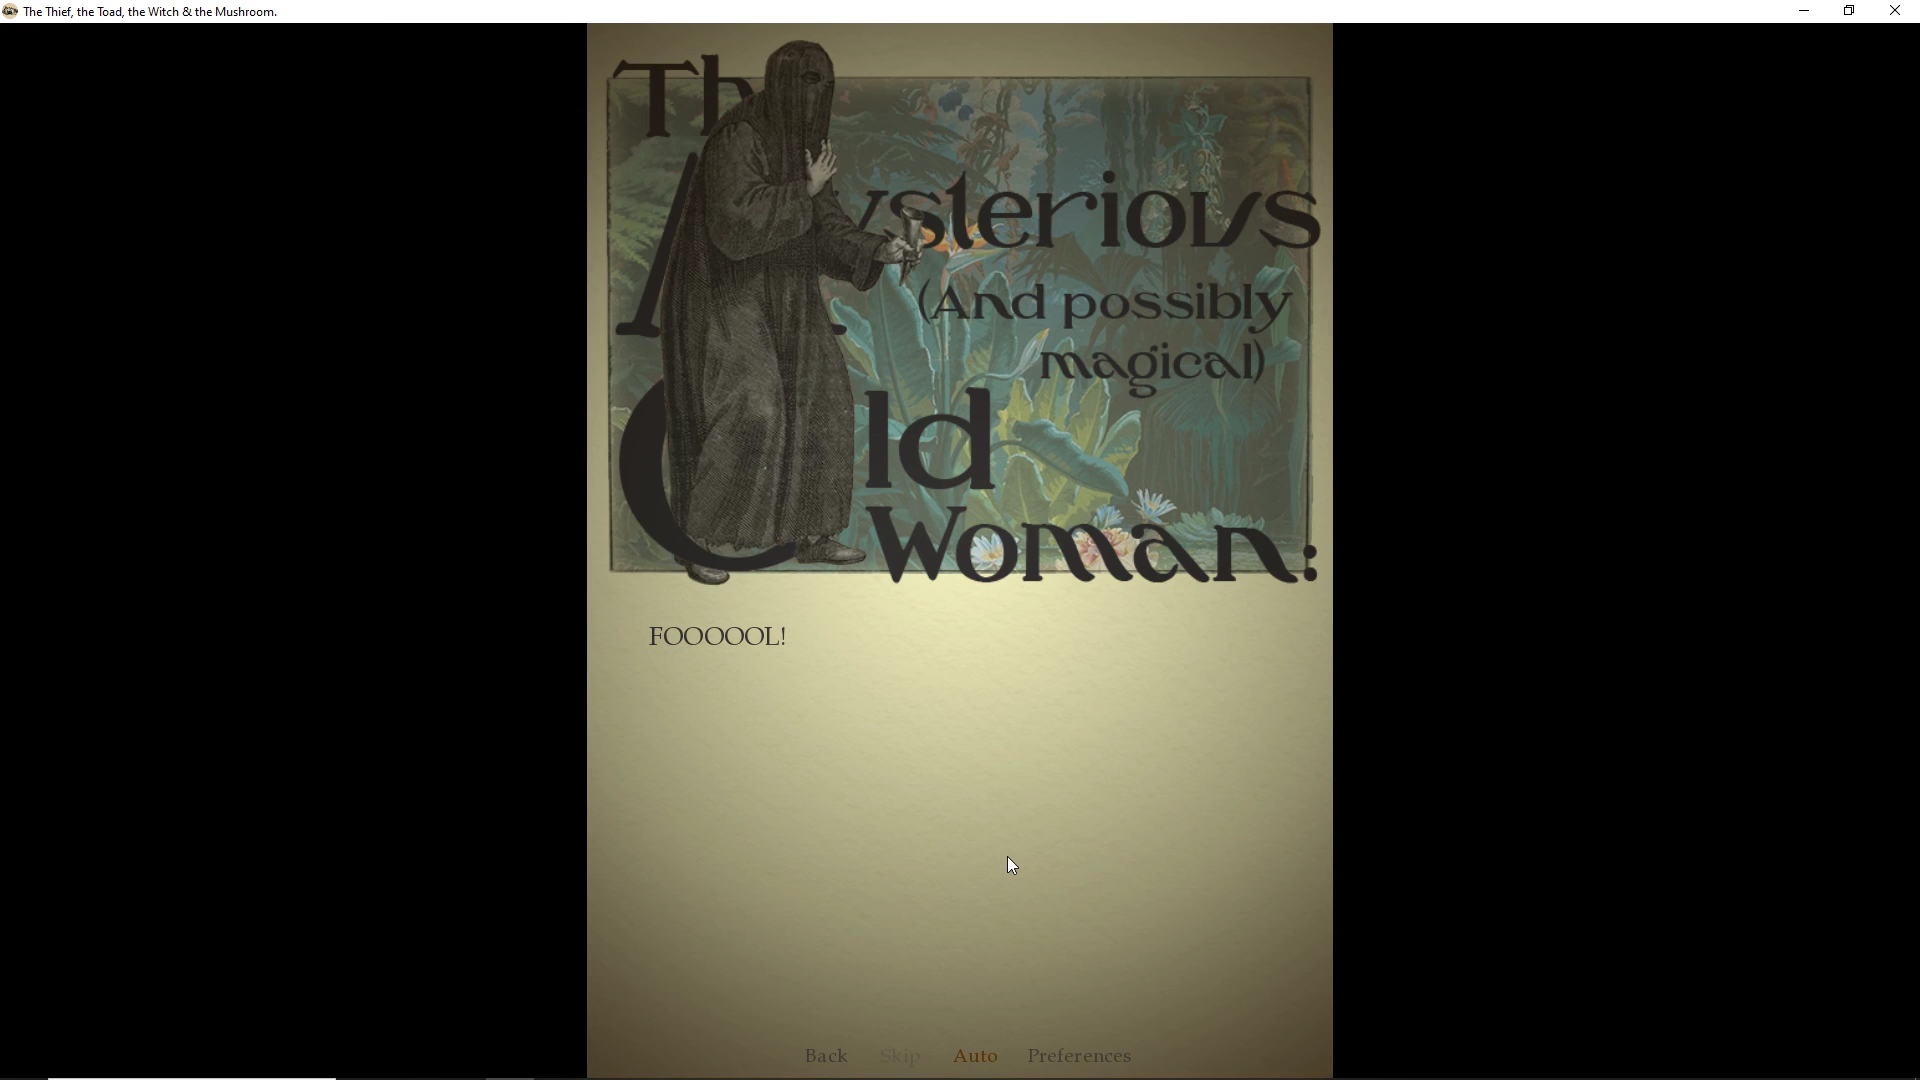 The Thief, the Toad, the Witch & the Mushroom.
Th
ysterious
(And possibly
magical)
Old
Woman:
FOOOOOL!
Back Skip Auto Preferences